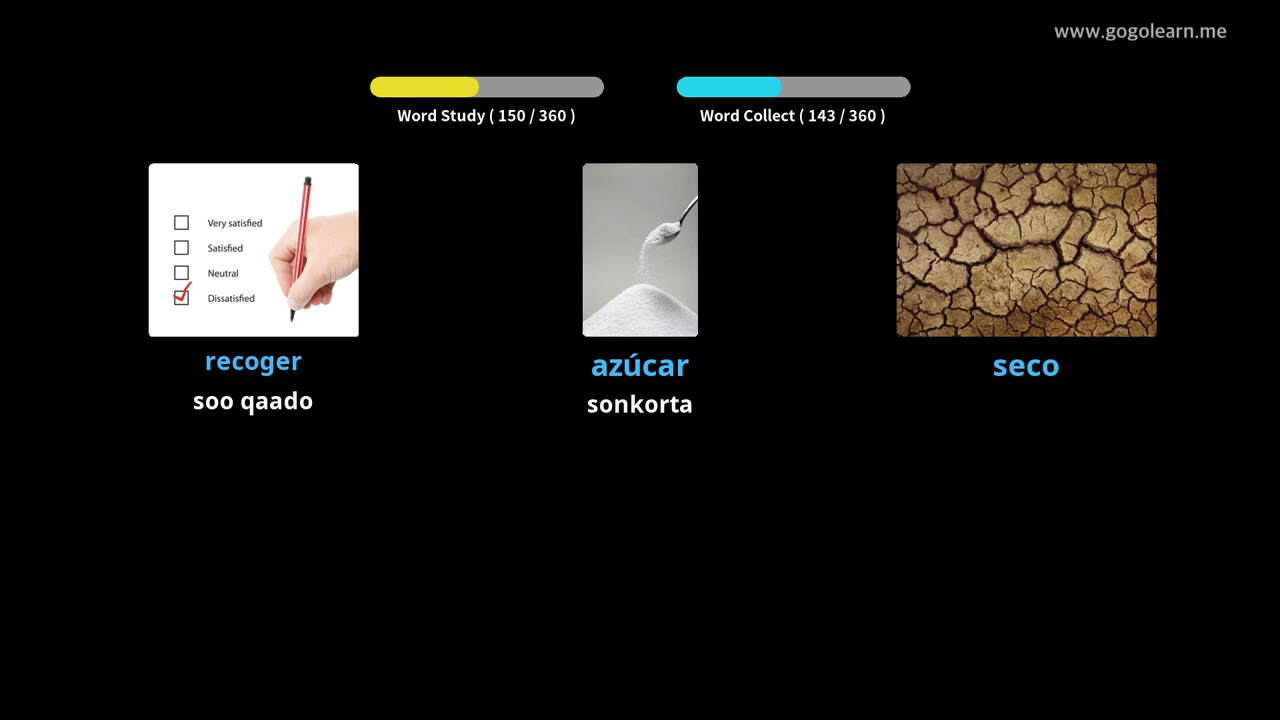 www.gogolearn.me
Word Study ( 150 / 360 )
Word Collect ( 143 / 360 )
Very satisfied
Satisfied
Neutral
Dissatisfied
recoger
soo qaado
azúcar
sonkorta
seco